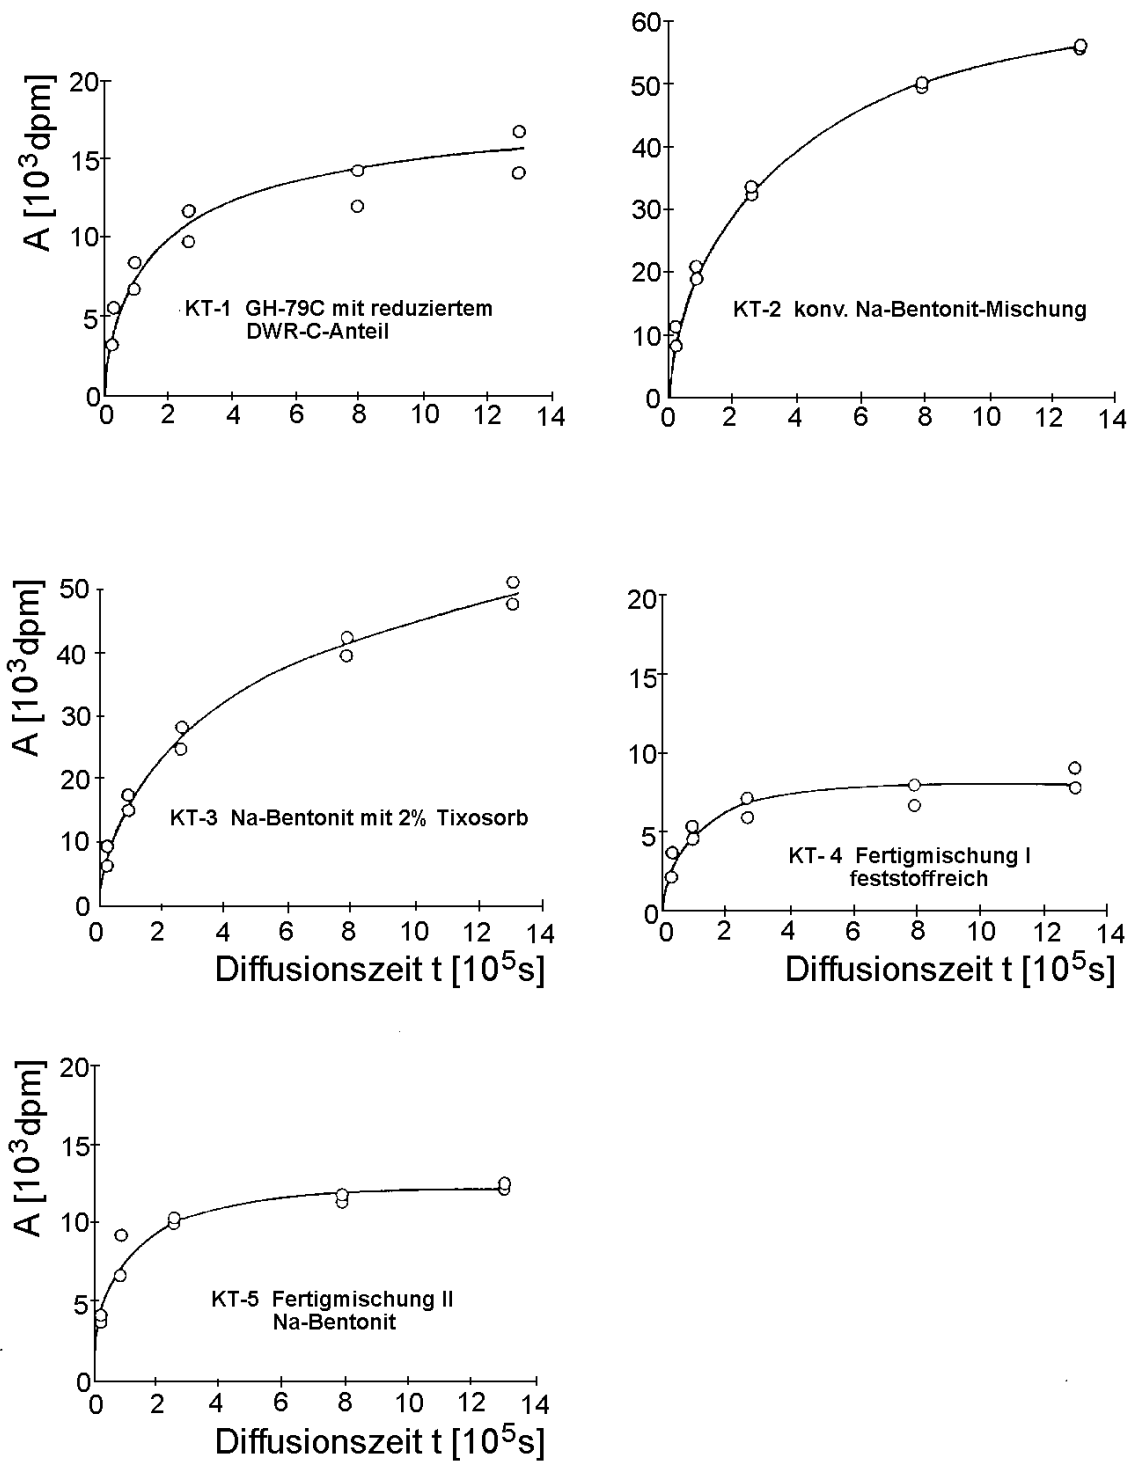 A [10³dpm]
20
15
10
5
0
KT-1 GH-79C mit reduziertem
DWR-C-Anteil
0 2 4 6 8 10 12 14
60
50
40
30
20
10
0
KT-2 konv. Na-Bentonit-Mischung
0 2 4 6 8 10 12 14
A [10³dpm]
50
40
30
20
10
0
KT-3 Na-Bentonit mit 2% Tixosorb
0 2 4 6 8 10 12 14
Diffusionszeit t [10⁵s]
20
15
10
5
0
KT- 4 Fertigmischung I
feststoffreich
0 2 4 6 8 10 12 14
Diffusionszeit t [10⁵s]
A [10³dpm]
20
15
10
5
0
KT-5 Fertigmischung II
Na-Bentonit
0 2 4 6 8 10 12 14
Diffusionszeit t [10⁵s]